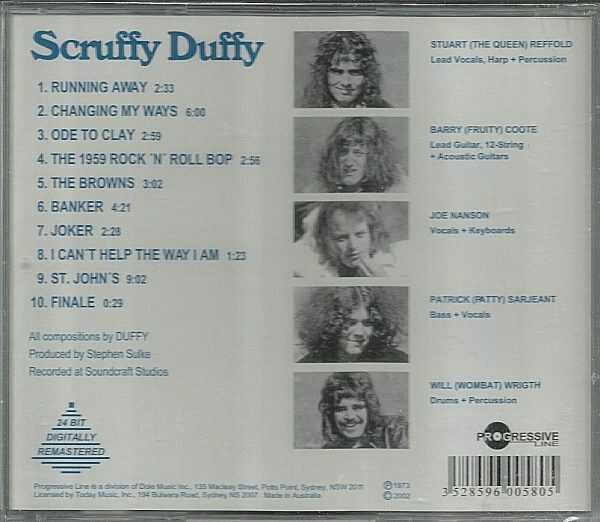 Scruffy Duffy
1. RUNNING AWAY 2:33
2. CHANGING MY WAYS 6:00
3. ODE TO CLAY 2:59
4. THE 1959 ROCK ´N´ ROLL BOP 2:56
5. THE BROWNS 3:02
6. BANKER 4:21
7. JOKER 2:28
8. I CAN´T HELP THE WAY I AM 1:23
9. ST. JOHN´S 9:02
10. FINALE 0:29
All compositions by DUFFY
Produced by Stephen Sulke
Recorded at Soundcraft Studios
24 BIT
DIGITALLY
REMASTERED
STUART (THE QUEEN) REFFOLD
Lead Vocals, Harp + Percussion
BARRY (FRUITY) COOTE
Lead Guitar, 12-String
+ Acoustic Guitars
JOE NANSON
Vocals + Keyboards
PATRICK (PATTY) SARJEANT
Bass + Vocals
WILL (WOMBAT) WRIGTH
Drums + Percussion
PROGRESSIVE
LINE
Progressive Line is a division of Doie Music Inc., 135 Macleay Street, Potts Point, Sydney, NSW 2011
Licensed by Today Music, Inc., 194 Bulwara Road, Sydney, NS 2007 Made in Australia
℗ 1973
© 2002
3 528596 005805